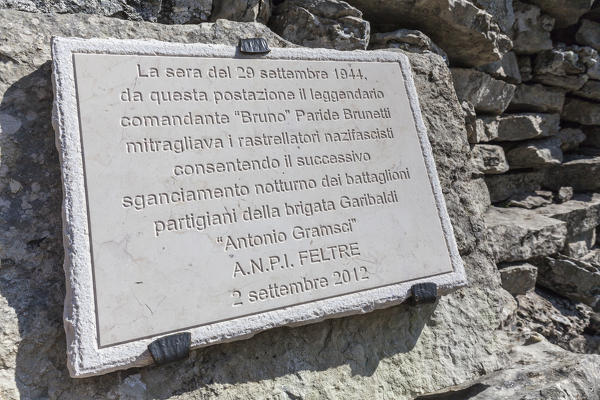 La sera del 29 settembre 1944,
da questa postazione il leggendario
comandante "Bruno" Paride Brunetti
mitragliava i rastrellatori nazifascisti
consentendo il successivo
sganciamento notturno dei battaglioni
partigiani della brigata Garibaldi
"Antonio Gramsci"
A.N.P.I. FELTRE
2 settembre 2012